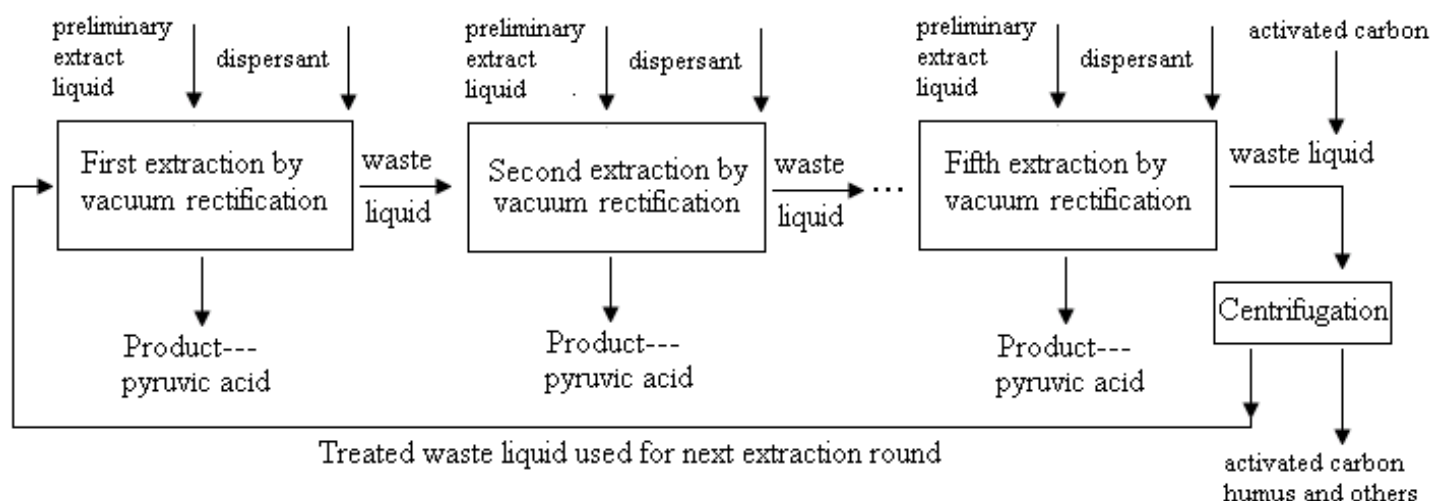 preliminary
extract
liquid
dispersant
preliminary
extract
liquid
dispersant
preliminary
extract
liquid
dispersant
activated carbon
First extraction by
vacuum rectification
waste
liquid
Second extraction by
vacuum rectification
waste
liquid
...
Fifth extraction by
vacuum rectification
waste liquid
Centrifugation
Product---
pyruvic acid
Product---
pyruvic acid
Product---
pyruvic acid
Treated waste liquid used for next extraction round
activated carbon
humus and others